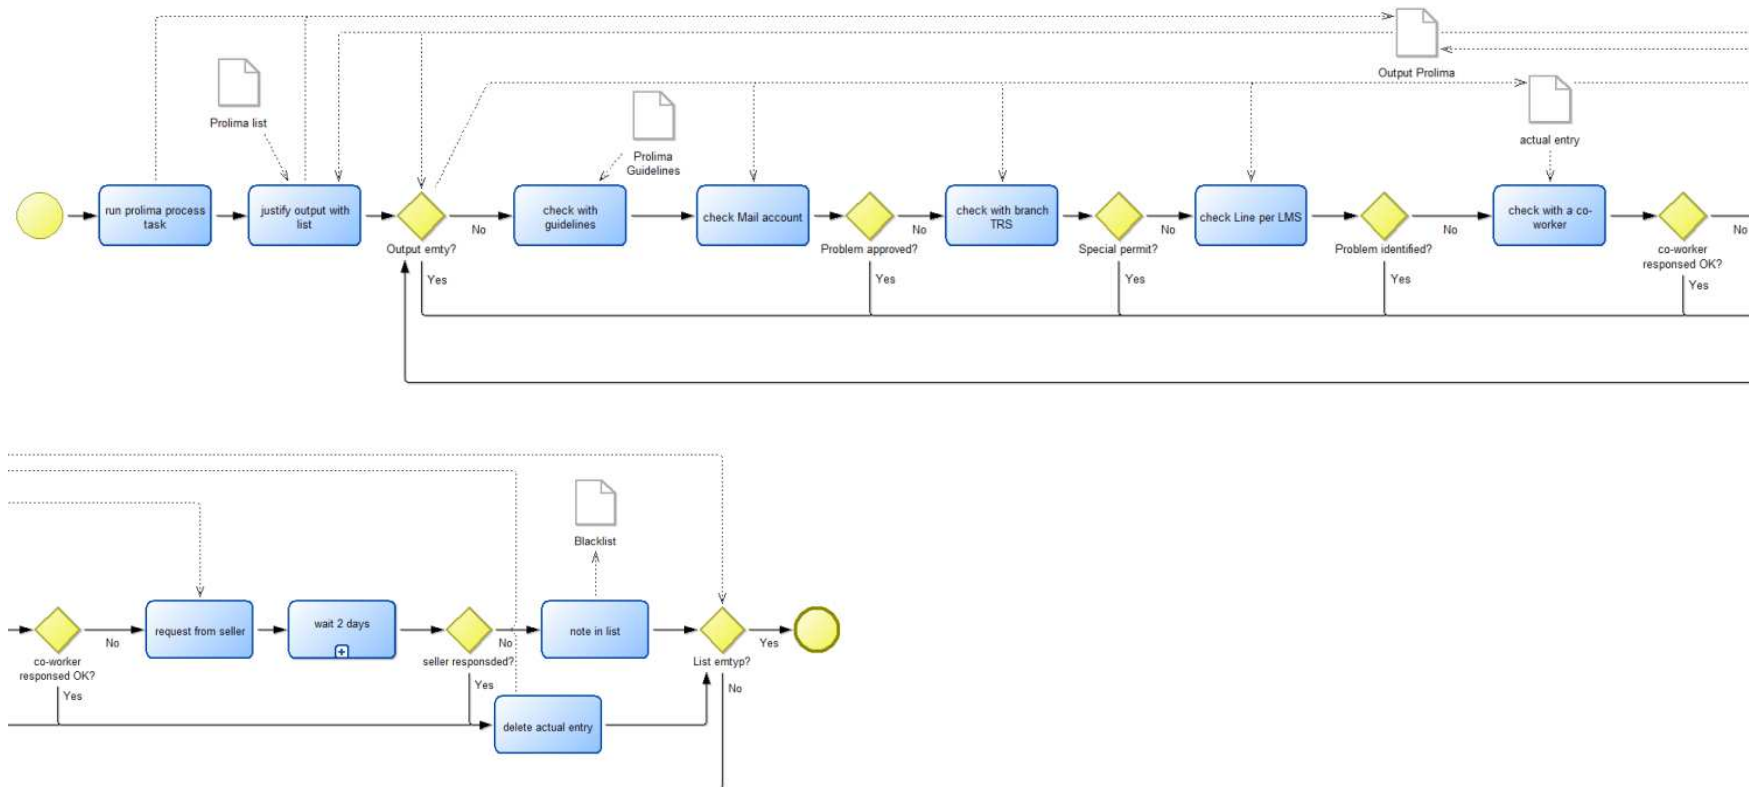 Output Prolima
Prolima list
Prolima
Guidelines
actual entry
run prolima process
task
justify output with
list
Output emty?
No
Yes
check with
guidelines
check Mail account
Problem approved?
No
Yes
check with branch
TRS
Special permit?
No
Yes
check Line per LMS
Problem identified?
No
Yes
check with a co-
worker
co-worker
responsed OK?
No
Yes
Blacklist
co-worker
responsed OK?
No
Yes
request from seller
wait 2 days
seller responsded?
No
Yes
note in list
List emtyp?
Yes
No
delete actual entry